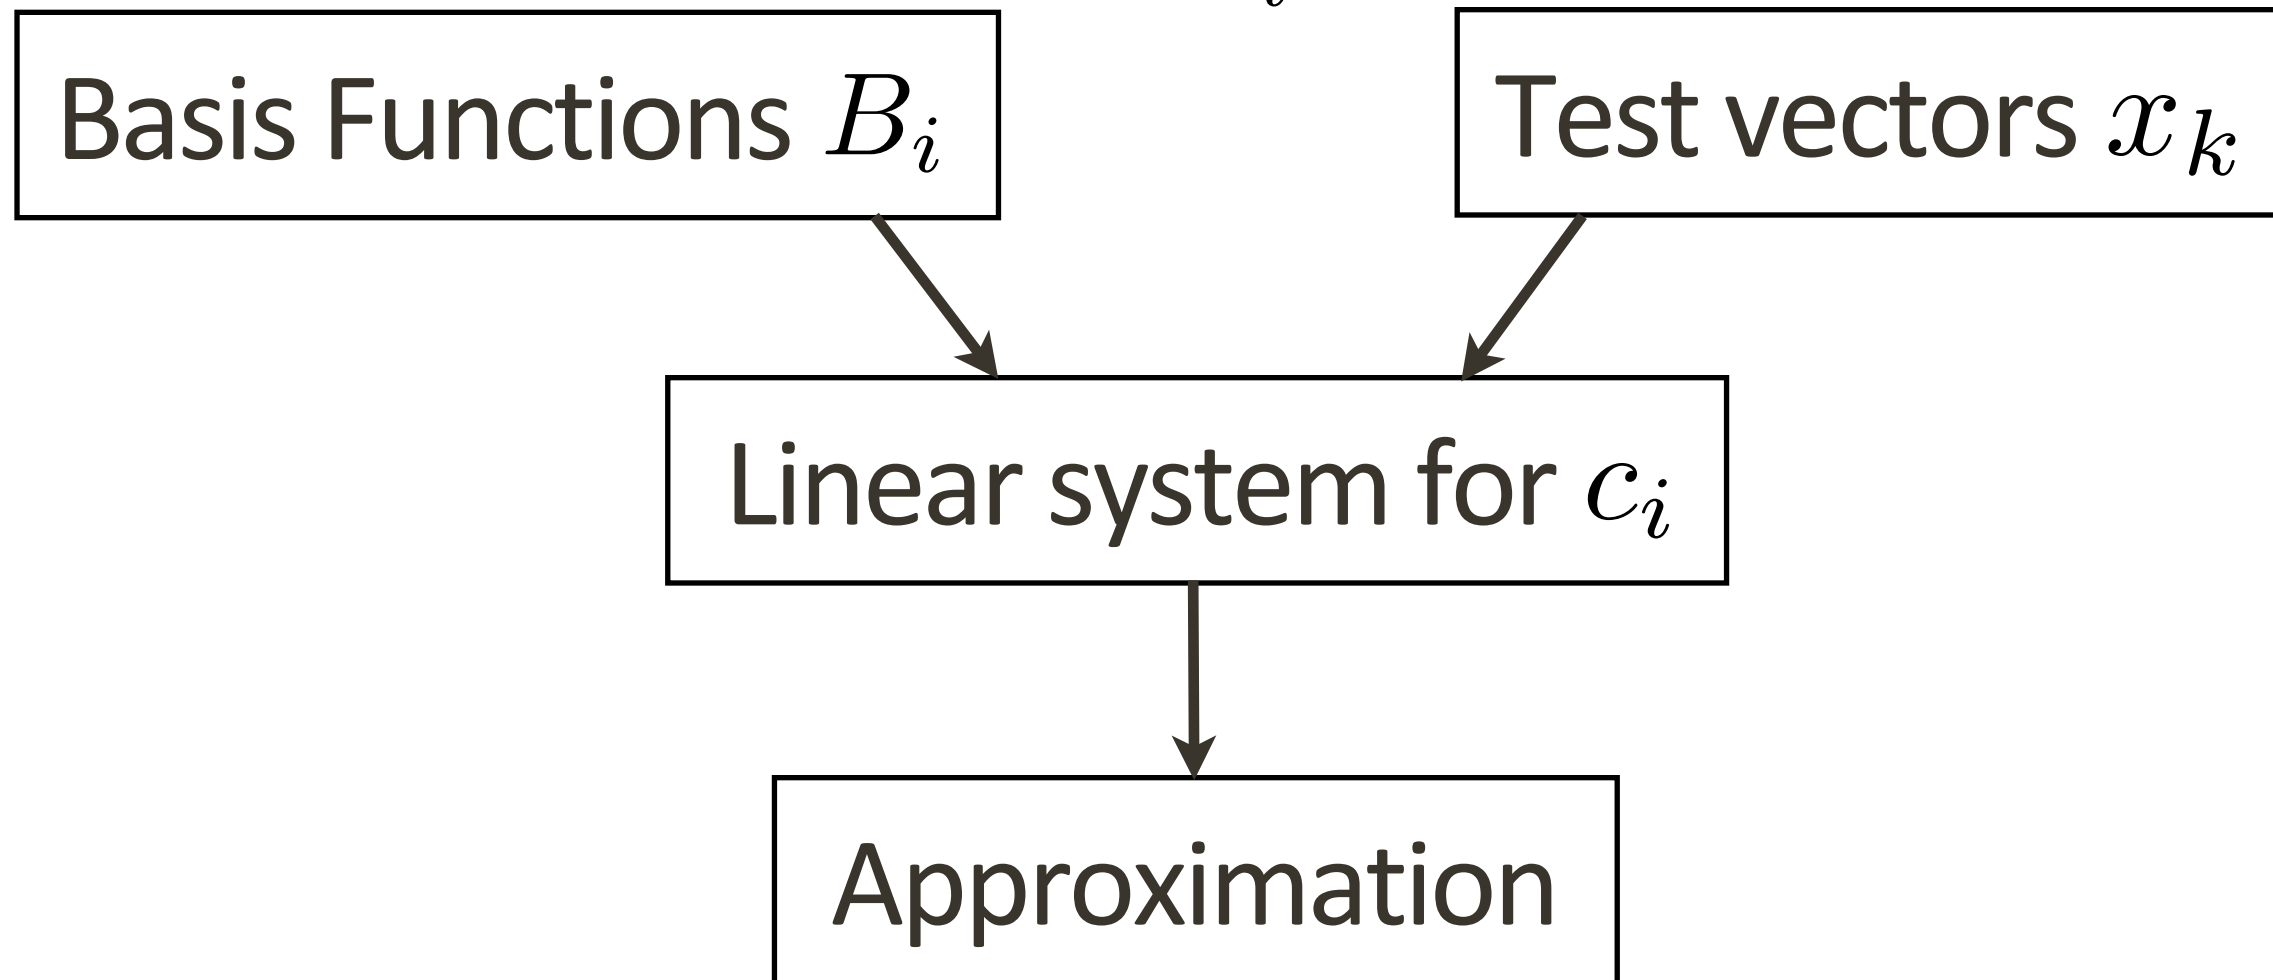 Basis Functions $B_i$
Test vectors $x_k$
Linear system for $c_i$
Approximation